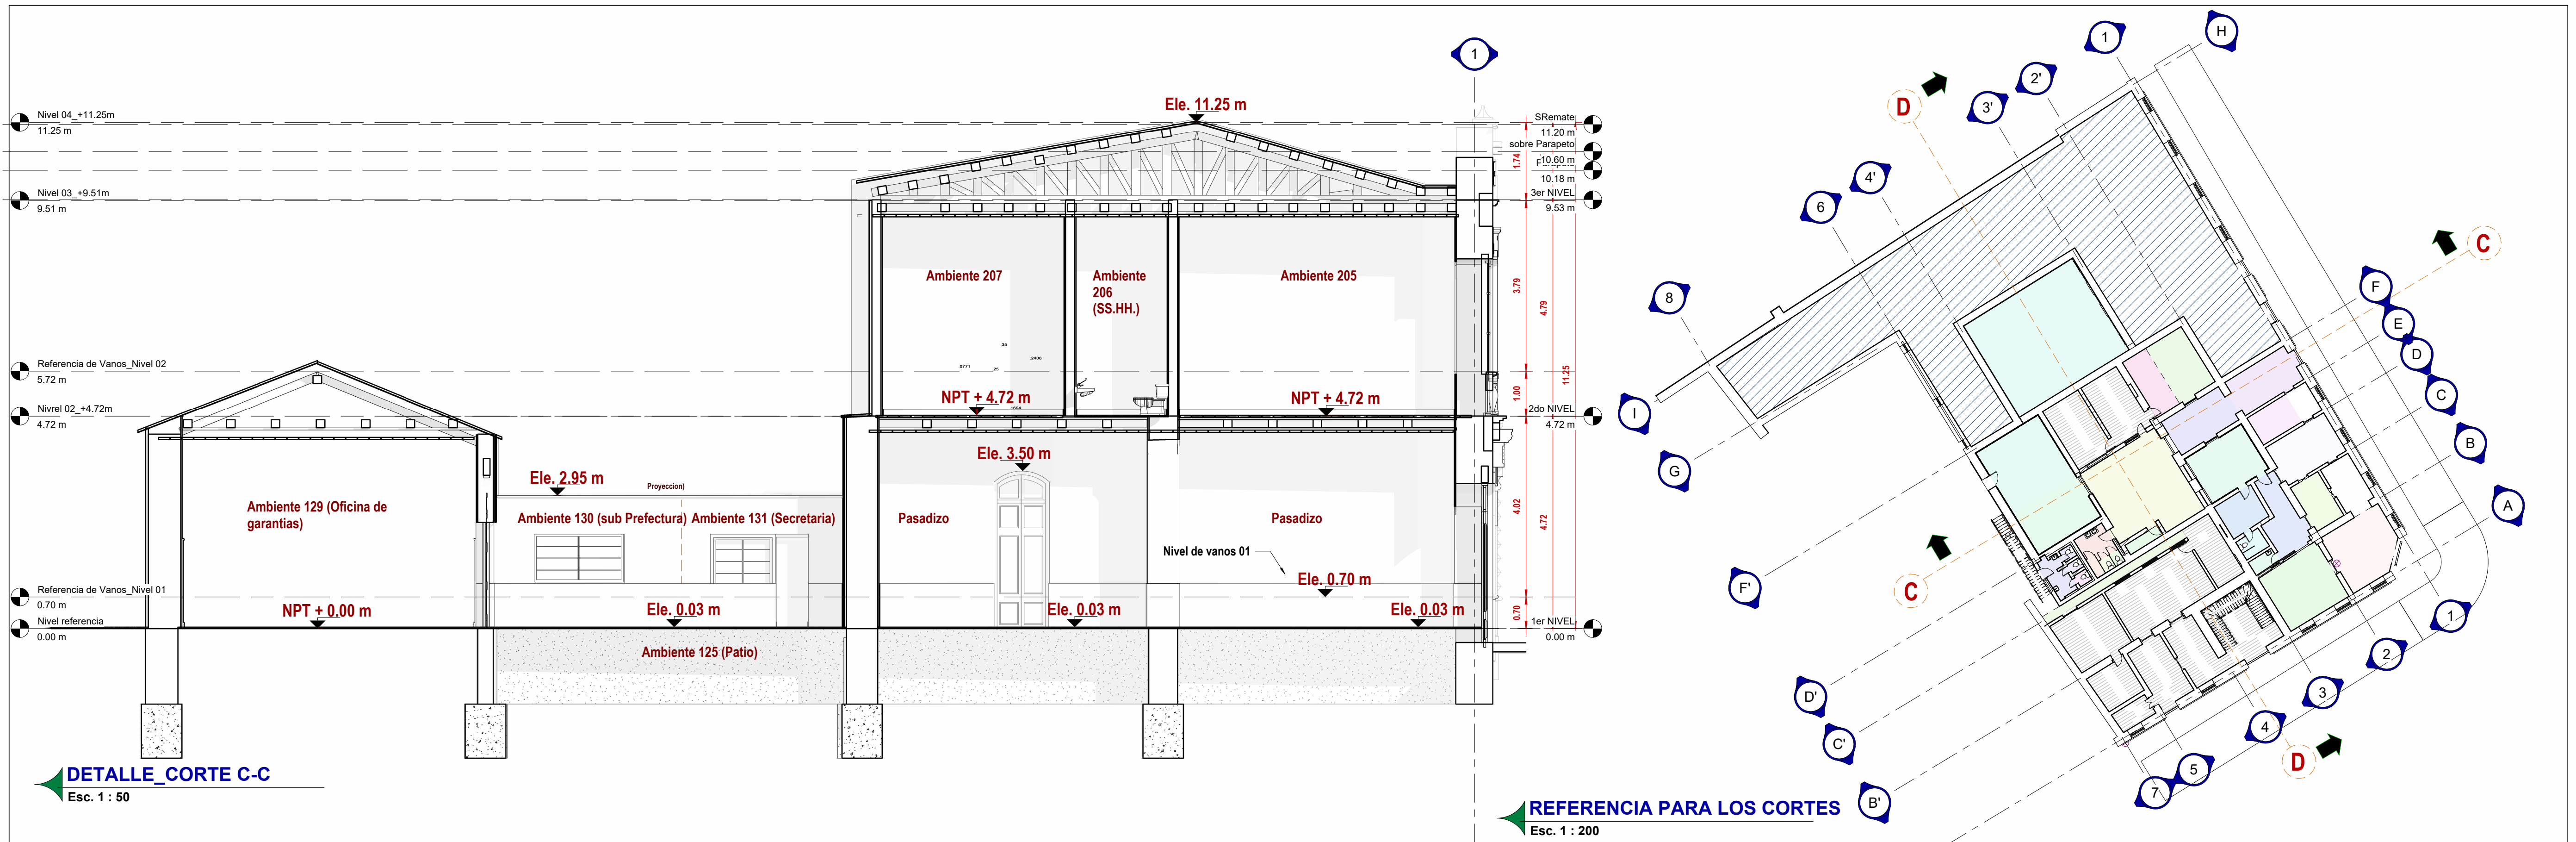 Nivel 04_+11.25m
11.25 m
Nivel 03_+9.51m
9.51 m
Referencia de Vanos_Nivel 02
5.72 m
Nivrel 02_+4.72m
4.72 m
Referencia de Vanos_Nivel 01
0.70 m
Nivel referencia
0.00 m
Ele. 11.25 m
1
SRemate
11.20 m
sobre Parapeto
10.60 m
10.18 m
3er NIVEL
9.53 m
2do NIVEL
4.72 m
1er NIVEL
0.00 m
1.74
3.79
4.79
1.00
11.25
4.02
4.72
0.70
Ambiente 207
Ambiente
206
(SS.HH.)
Ambiente 205
.35
.2406
.0771
.25
.1694
NPT + 4.72 m
NPT + 4.72 m
Ele. 3.50 m
Ele. 2.95 m
Proyeccion)
Ambiente 129 (Oficina de
garantias)
Ambiente 130 (sub Prefectura)
Ambiente 131 (Secretaria)
Pasadizo
Pasadizo
Nivel de vanos 01
Ele. 0.70 m
NPT + 0.00 m
Ele. 0.03 m
Ele. 0.03 m
Ele. 0.03 m
Ambiente 125 (Patio)
DETALLE_CORTE C-C
Esc. 1 : 50
H
1
2'
3'
D
4'
6
8
C
F
E
D
C
B
A
I
G
F'
C
D'
C'
B'
1
2
3
4
D
5
7
REFERENCIA PARA LOS CORTES
Esc. 1 : 200